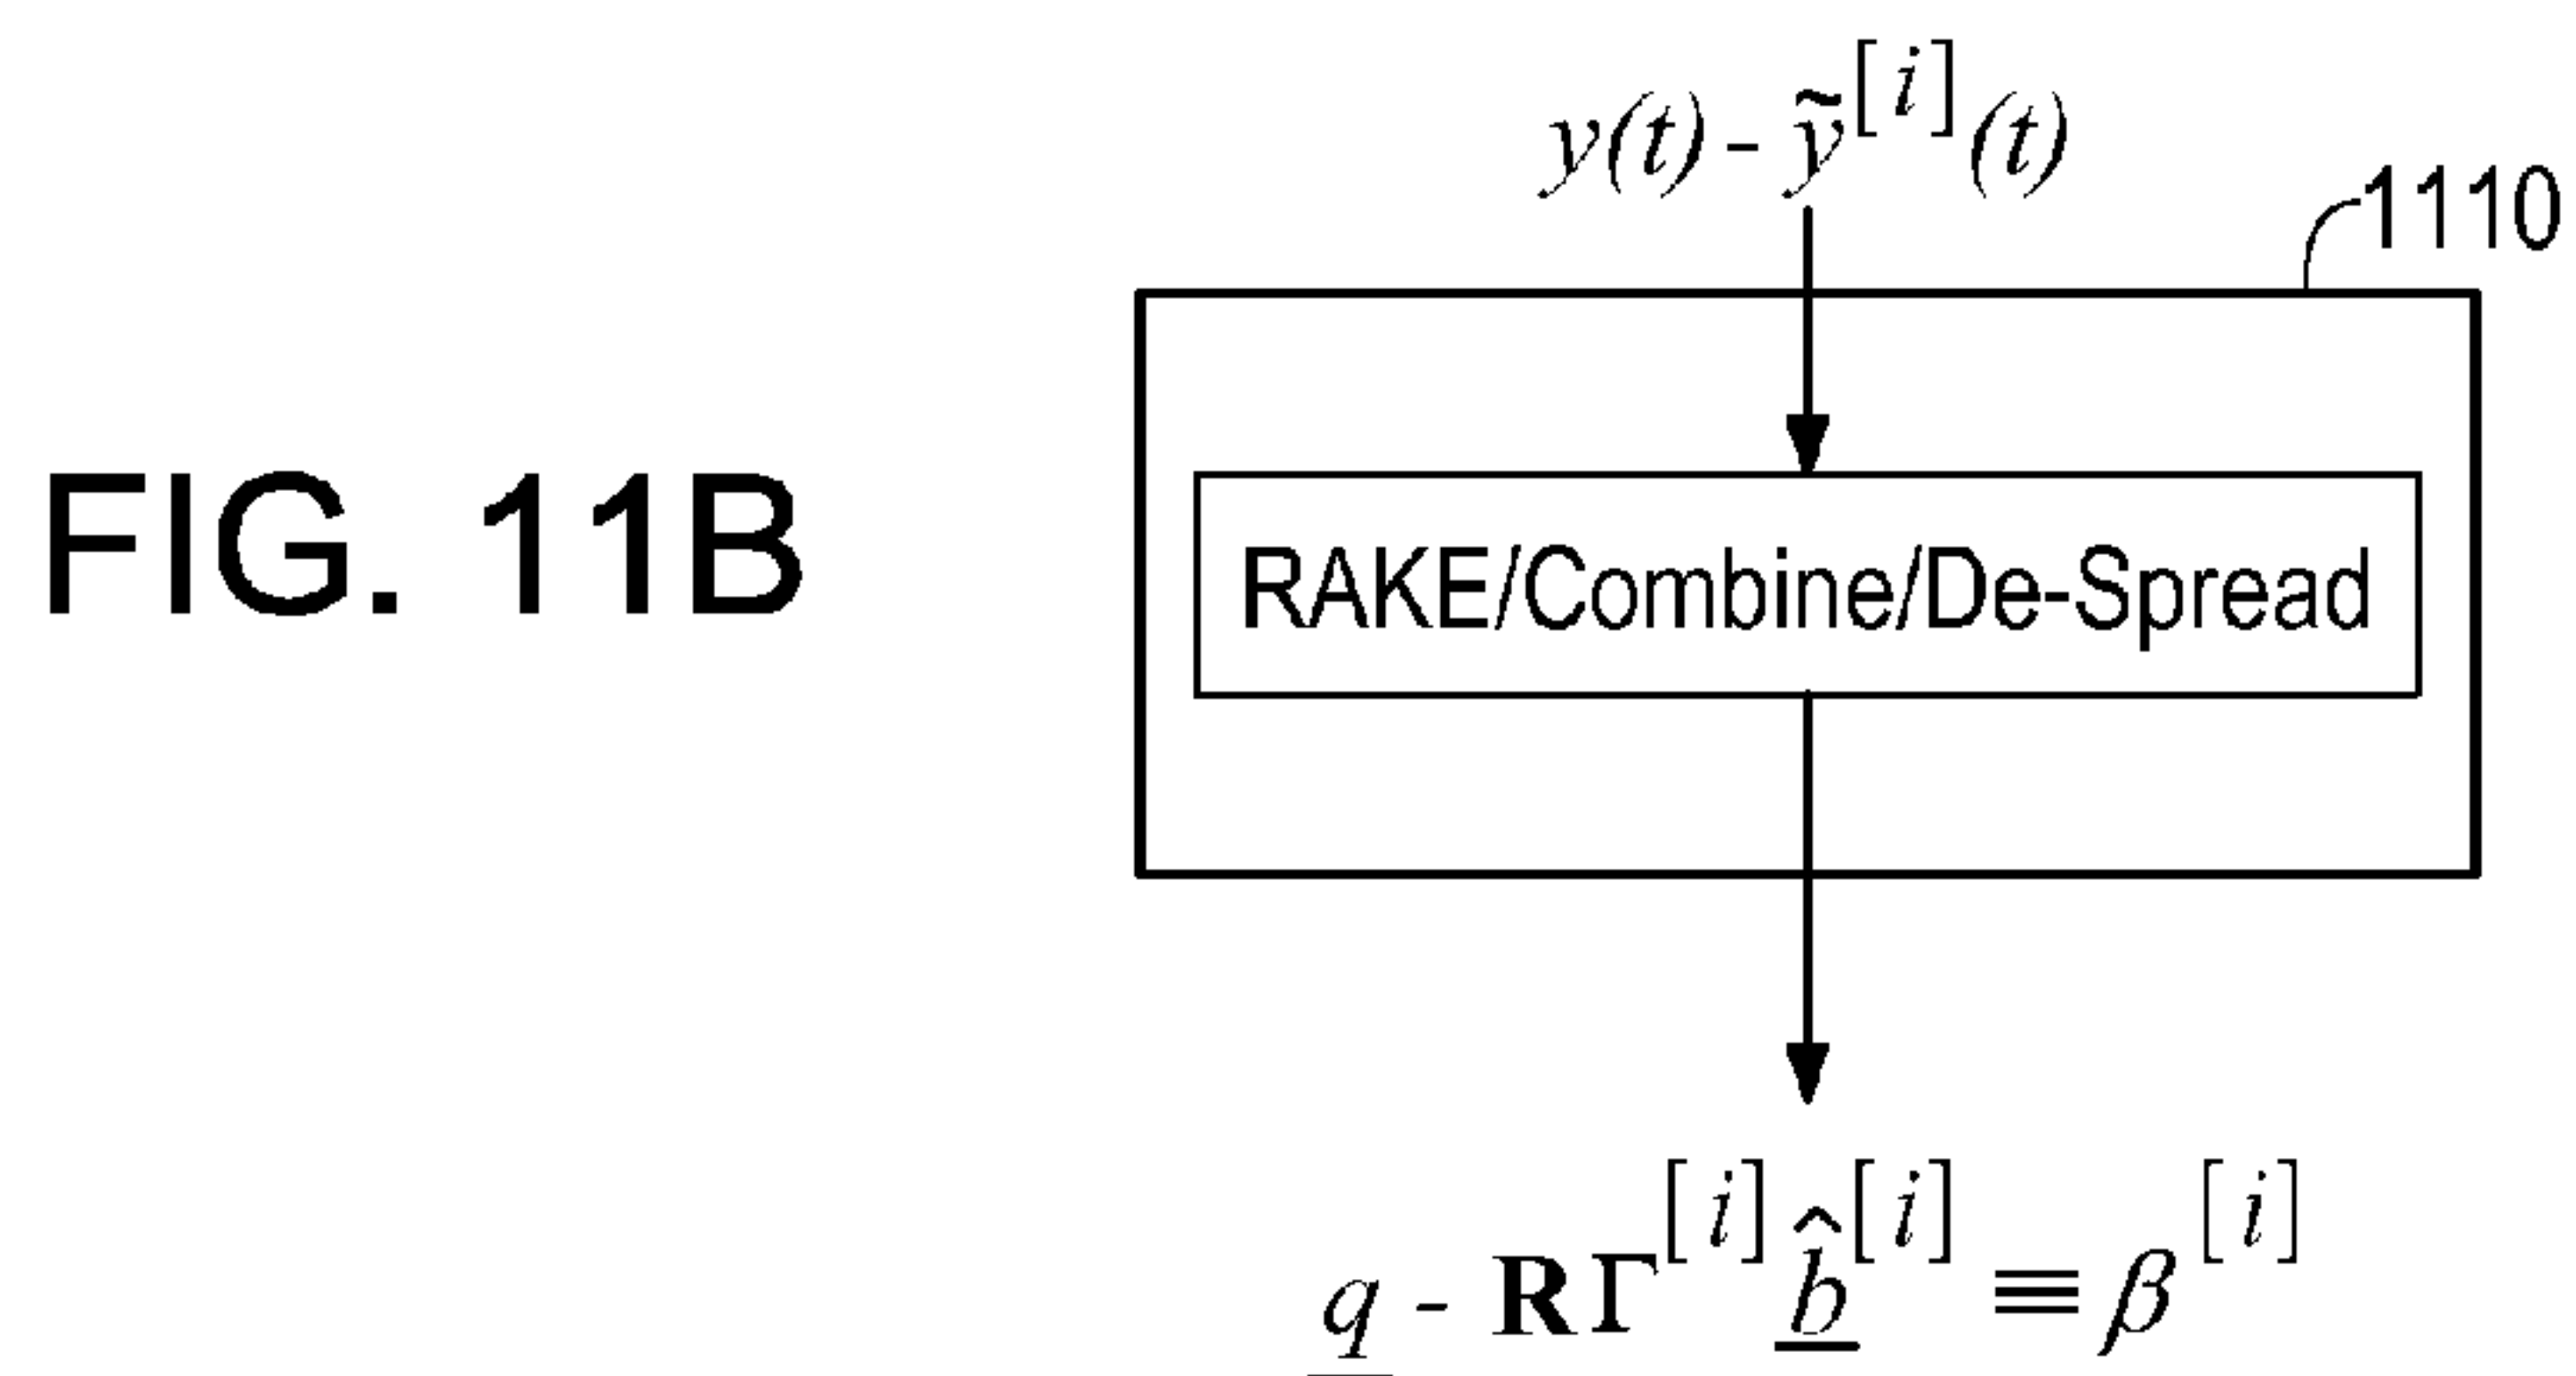 y(t) - ỹ^[i](t)
1110
FIG. 11B
RAKE/Combine/De-Spread
q̲ - RΓ^[i] b̲̂^[i] ≡ β^[i]